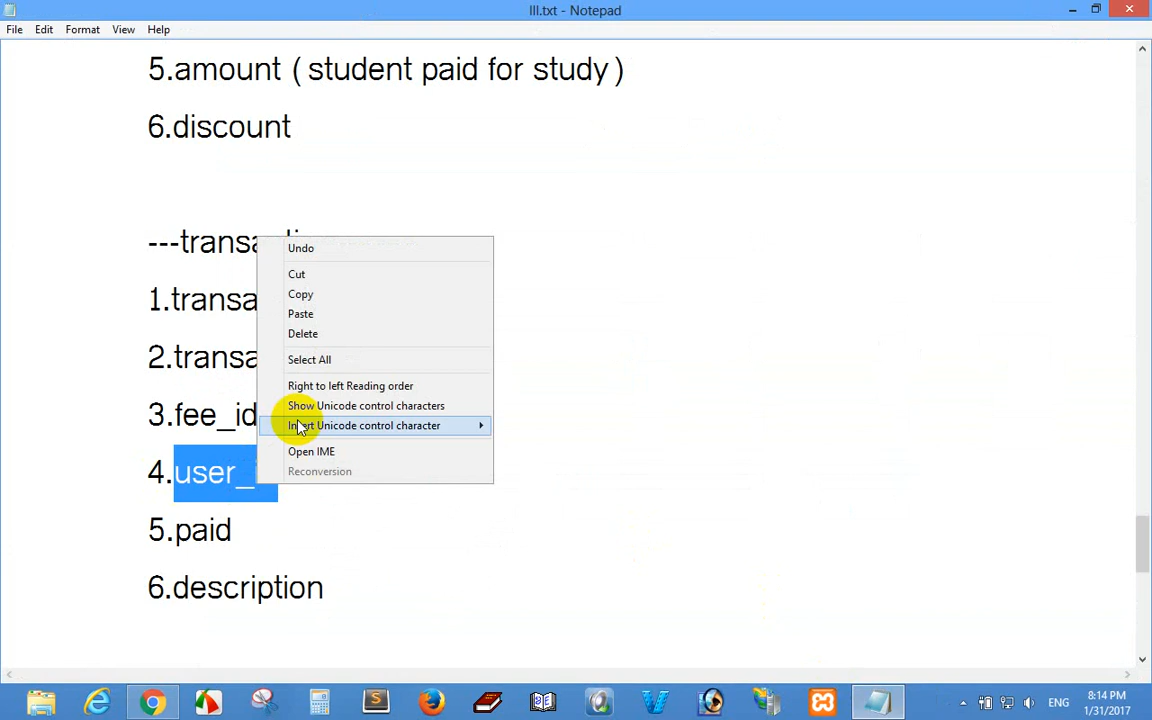 lll.txt - Notepad
File Edit Format View Help
5.amount ( student paid for study )
6.discount
---transa
1.transa
2.transa
3.fee_id
4.user_
5.paid
6.description
Undo
Cut
Copy
Paste
Delete
Select All
Right to left Reading order
Show Unicode control characters
Insert Unicode control character
Open IME
Reconversion
ENG
8:14 PM
1/31/2017